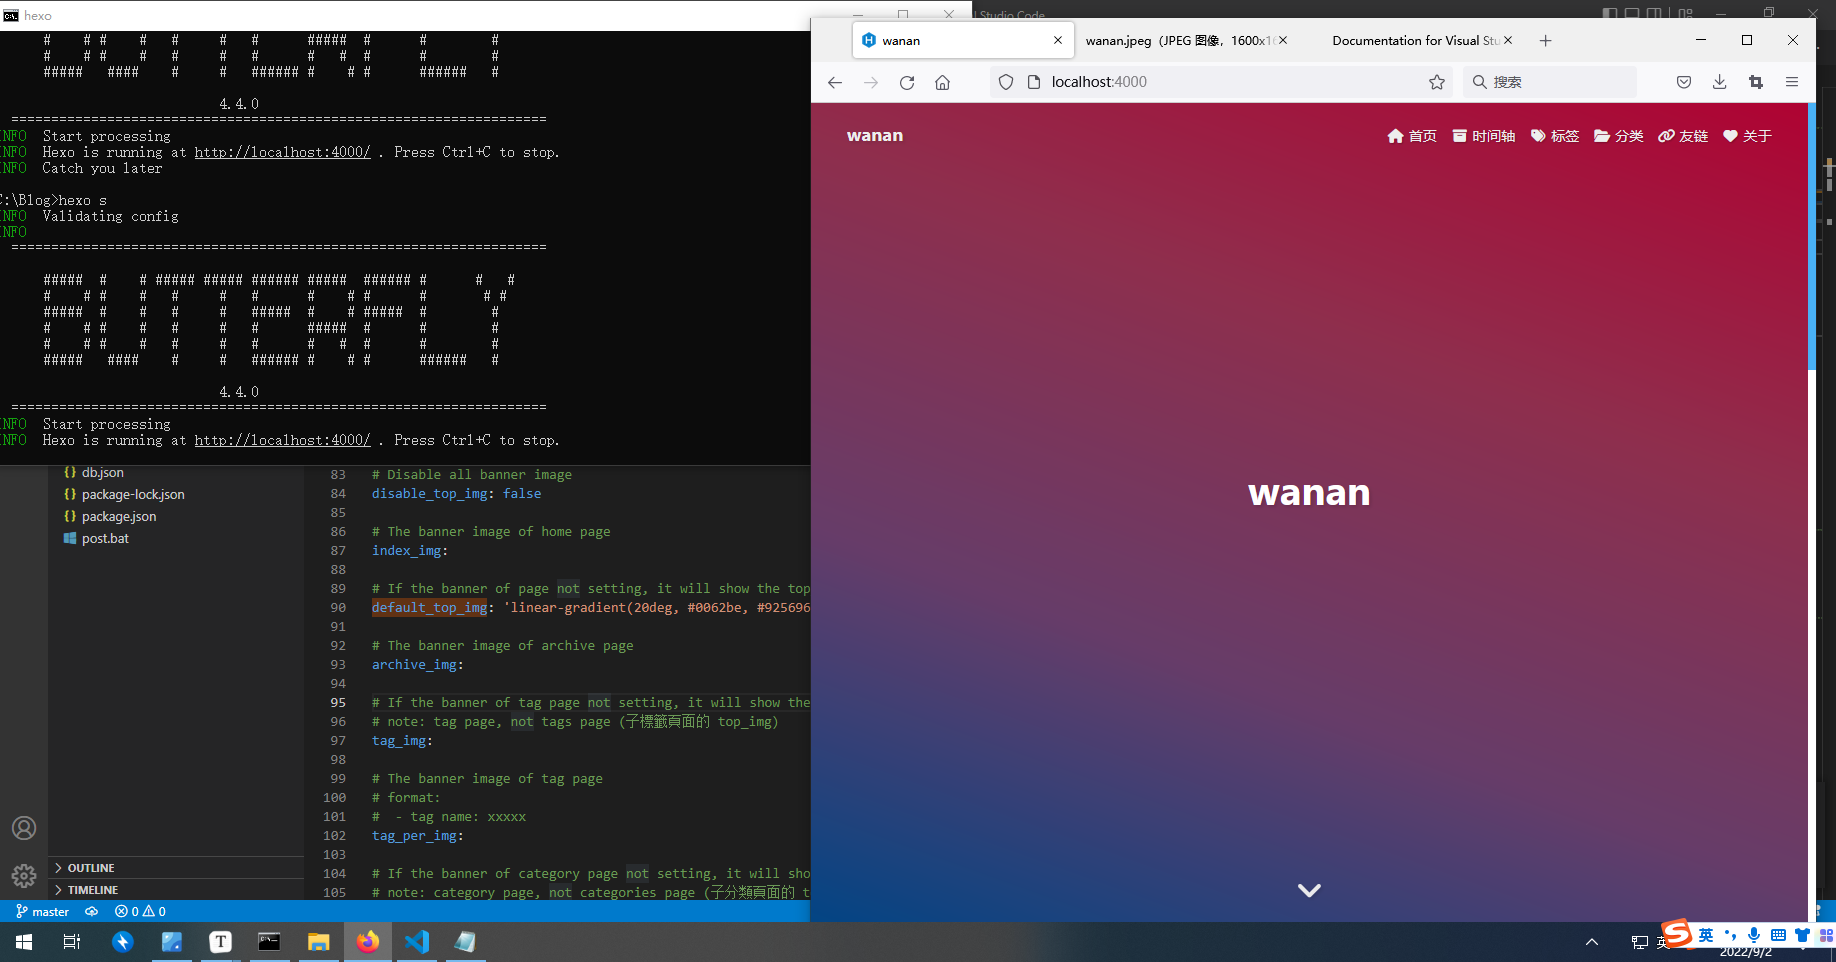 hexo
4.4.0
=================================================================
INFO  Start processing
INFO  Hexo is running at http://localhost:4000/ . Press Ctrl+C to stop.
INFO  Catch you later
C:\Blog>hexo s
INFO  Validating config
INFO
=================================================================
BUTTERFLY
4.4.0
=================================================================
INFO  Start processing
INFO  Hexo is running at http://localhost:4000/ . Press Ctrl+C to stop.
{} db.json
{} package-lock.json
{} package.json
post.bat
OUTLINE
TIMELINE
83 # Disable all banner image
84 disable_top_img: false
85
86 # The banner image of home page
87 index_img:
88
89 # If the banner of page not setting, it will show the top
90 default_top_img: 'linear-gradient(20deg, #0062be, #925696
91
92 # The banner image of archive page
93 archive_img:
94
95 # If the banner of tag page not setting, it will show the
96 # note: tag page, not tags page (子標籤頁面的 top_img)
97 tag_img:
98
99 # The banner image of tag page
100 # format:
101 #  - tag name: xxxxx
102 tag_per_img:
103
104 # If the banner of category page not setting, it will sho
105 # note: category page, not categories page (子分類頁面的 t
master
0 0
Studio Code
wanan
wanan.jpeg（JPEG 图像，1600x1
Documentation for Visual Stu
localhost:4000
搜索
wanan
首页 时间轴 标签 分类 友链 关于
wanan
英
英
2022/9/2